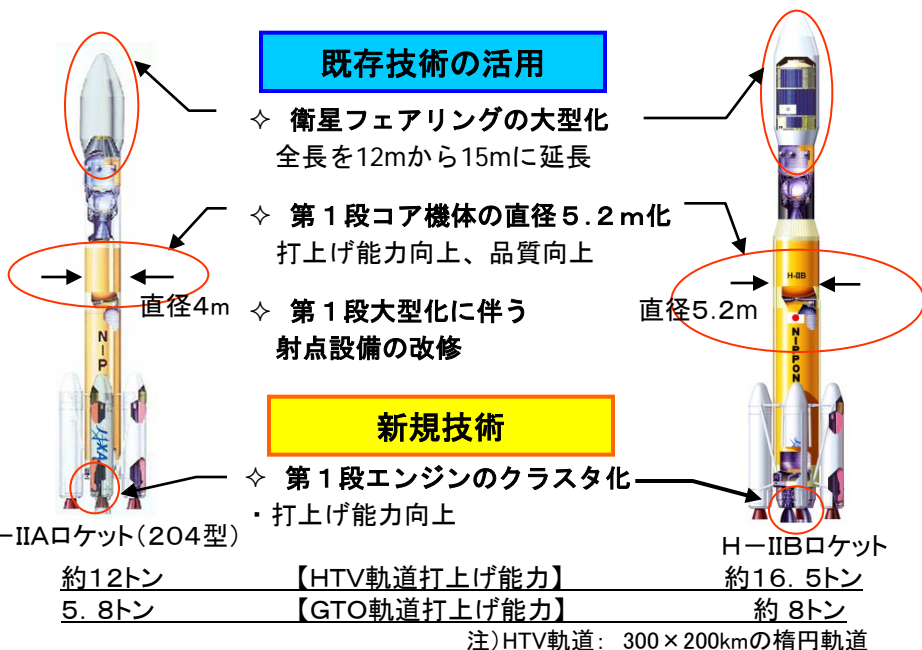 既存技術の活用
✧ 衛星フェアリングの大型化
全長を12mから15mに延長
✧ 第１段コア機体の直径５.２ｍ化
打上げ能力向上、品質向上
直径4m
直径5.2m
✧ 第１段大型化に伴う
射点設備の改修
H-ⅡB
NIPPON
NIP
JAXA
新規技術
✧ 第１段エンジンのクラスタ化
・打上げ能力向上
-IIAロケット(204型)
H－IIBロケット
約12トン 【HTV軌道打上げ能力】 約16. 5トン
5. 8トン 【GTO軌道打上げ能力】 約 8トン
注)HTV軌道: 300×200kmの楕円軌道